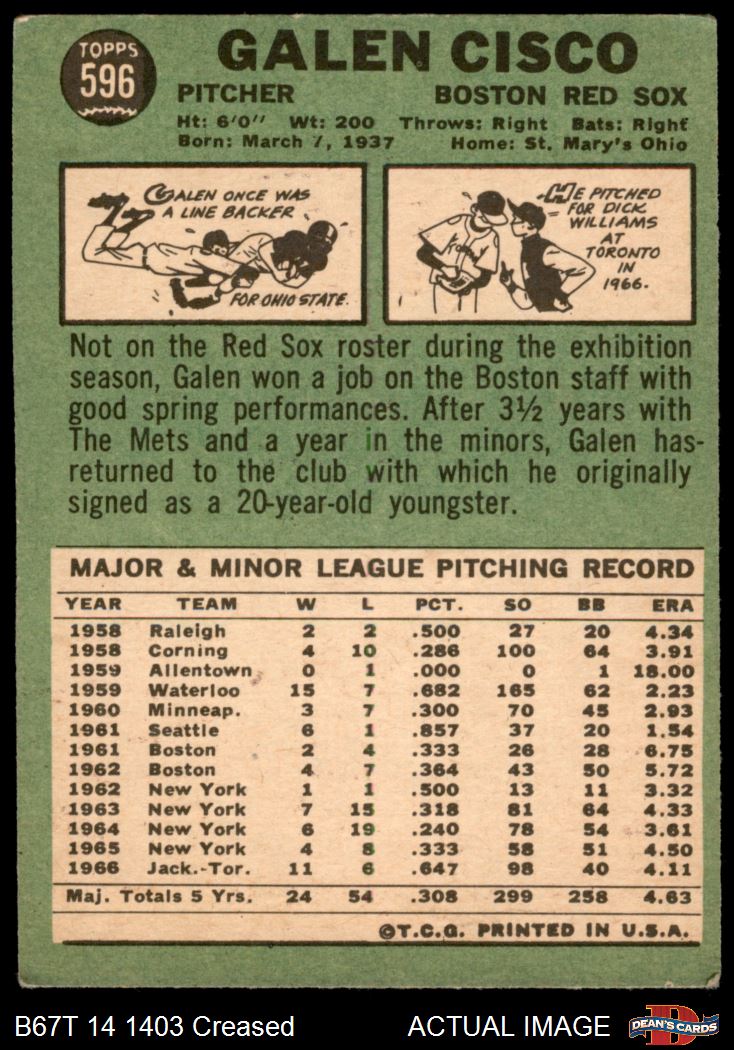 TOPPS
596
GALEN CISCO
PITCHER BOSTON RED SOX
Ht: 6'0" Wt: 200 Throws: Right Bats: Right
Born: March 7, 1937 Home: St. Mary's Ohio
GALEN ONCE WAS
A LINE BACKER
FOR OHIO STATE.
HE PITCHED
FOR DICK
WILLIAMS
AT
TORONTO
IN
1966.
Not on the Red Sox roster during the exhibition
season, Galen won a job on the Boston staff with
good spring performances. After 3½ years with
The Mets and a year in the minors, Galen has-
returned to the club with which he originally
signed as a 20-year-old youngster.
MAJOR & MINOR LEAGUE PITCHING RECORD
YEAR TEAM W L PCT. SO BB ERA
1958 Raleigh 2 2 .500 27 20 4.34
1958 Corning 4 10 .286 100 64 3.91
1959 Allentown 0 1 .000 0 1 18.00
1959 Waterloo 15 7 .682 165 62 2.23
1960 Minneap. 3 7 .300 70 45 2.93
1961 Seattle 6 1 .857 37 20 1.54
1961 Boston 2 4 .333 26 28 6.75
1962 Boston 4 7 .364 43 50 5.72
1962 New York 1 1 .500 13 11 3.32
1963 New York 7 15 .318 81 64 4.33
1964 New York 6 19 .240 78 54 3.61
1965 New York 4 8 .333 58 51 4.50
1966 Jack.-Tor. 11 6 .647 98 40 4.11
Maj. Totals 5 Yrs. 24 54 .308 299 258 4.63
©T.C.G. PRINTED IN U.S.A.
B67T 14 1403 Creased ACTUAL IMAGE
D
DEAN'S CARDS